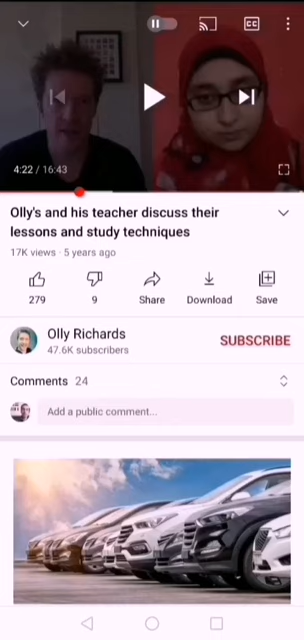 CC
4:22 / 16:43
Olly's and his teacher discuss their
lessons and study techniques
17K views · 5 years ago
279
9
Share
Download
Save
Olly Richards
47.6K subscribers
SUBSCRIBE
Comments 24
Add a public comment...